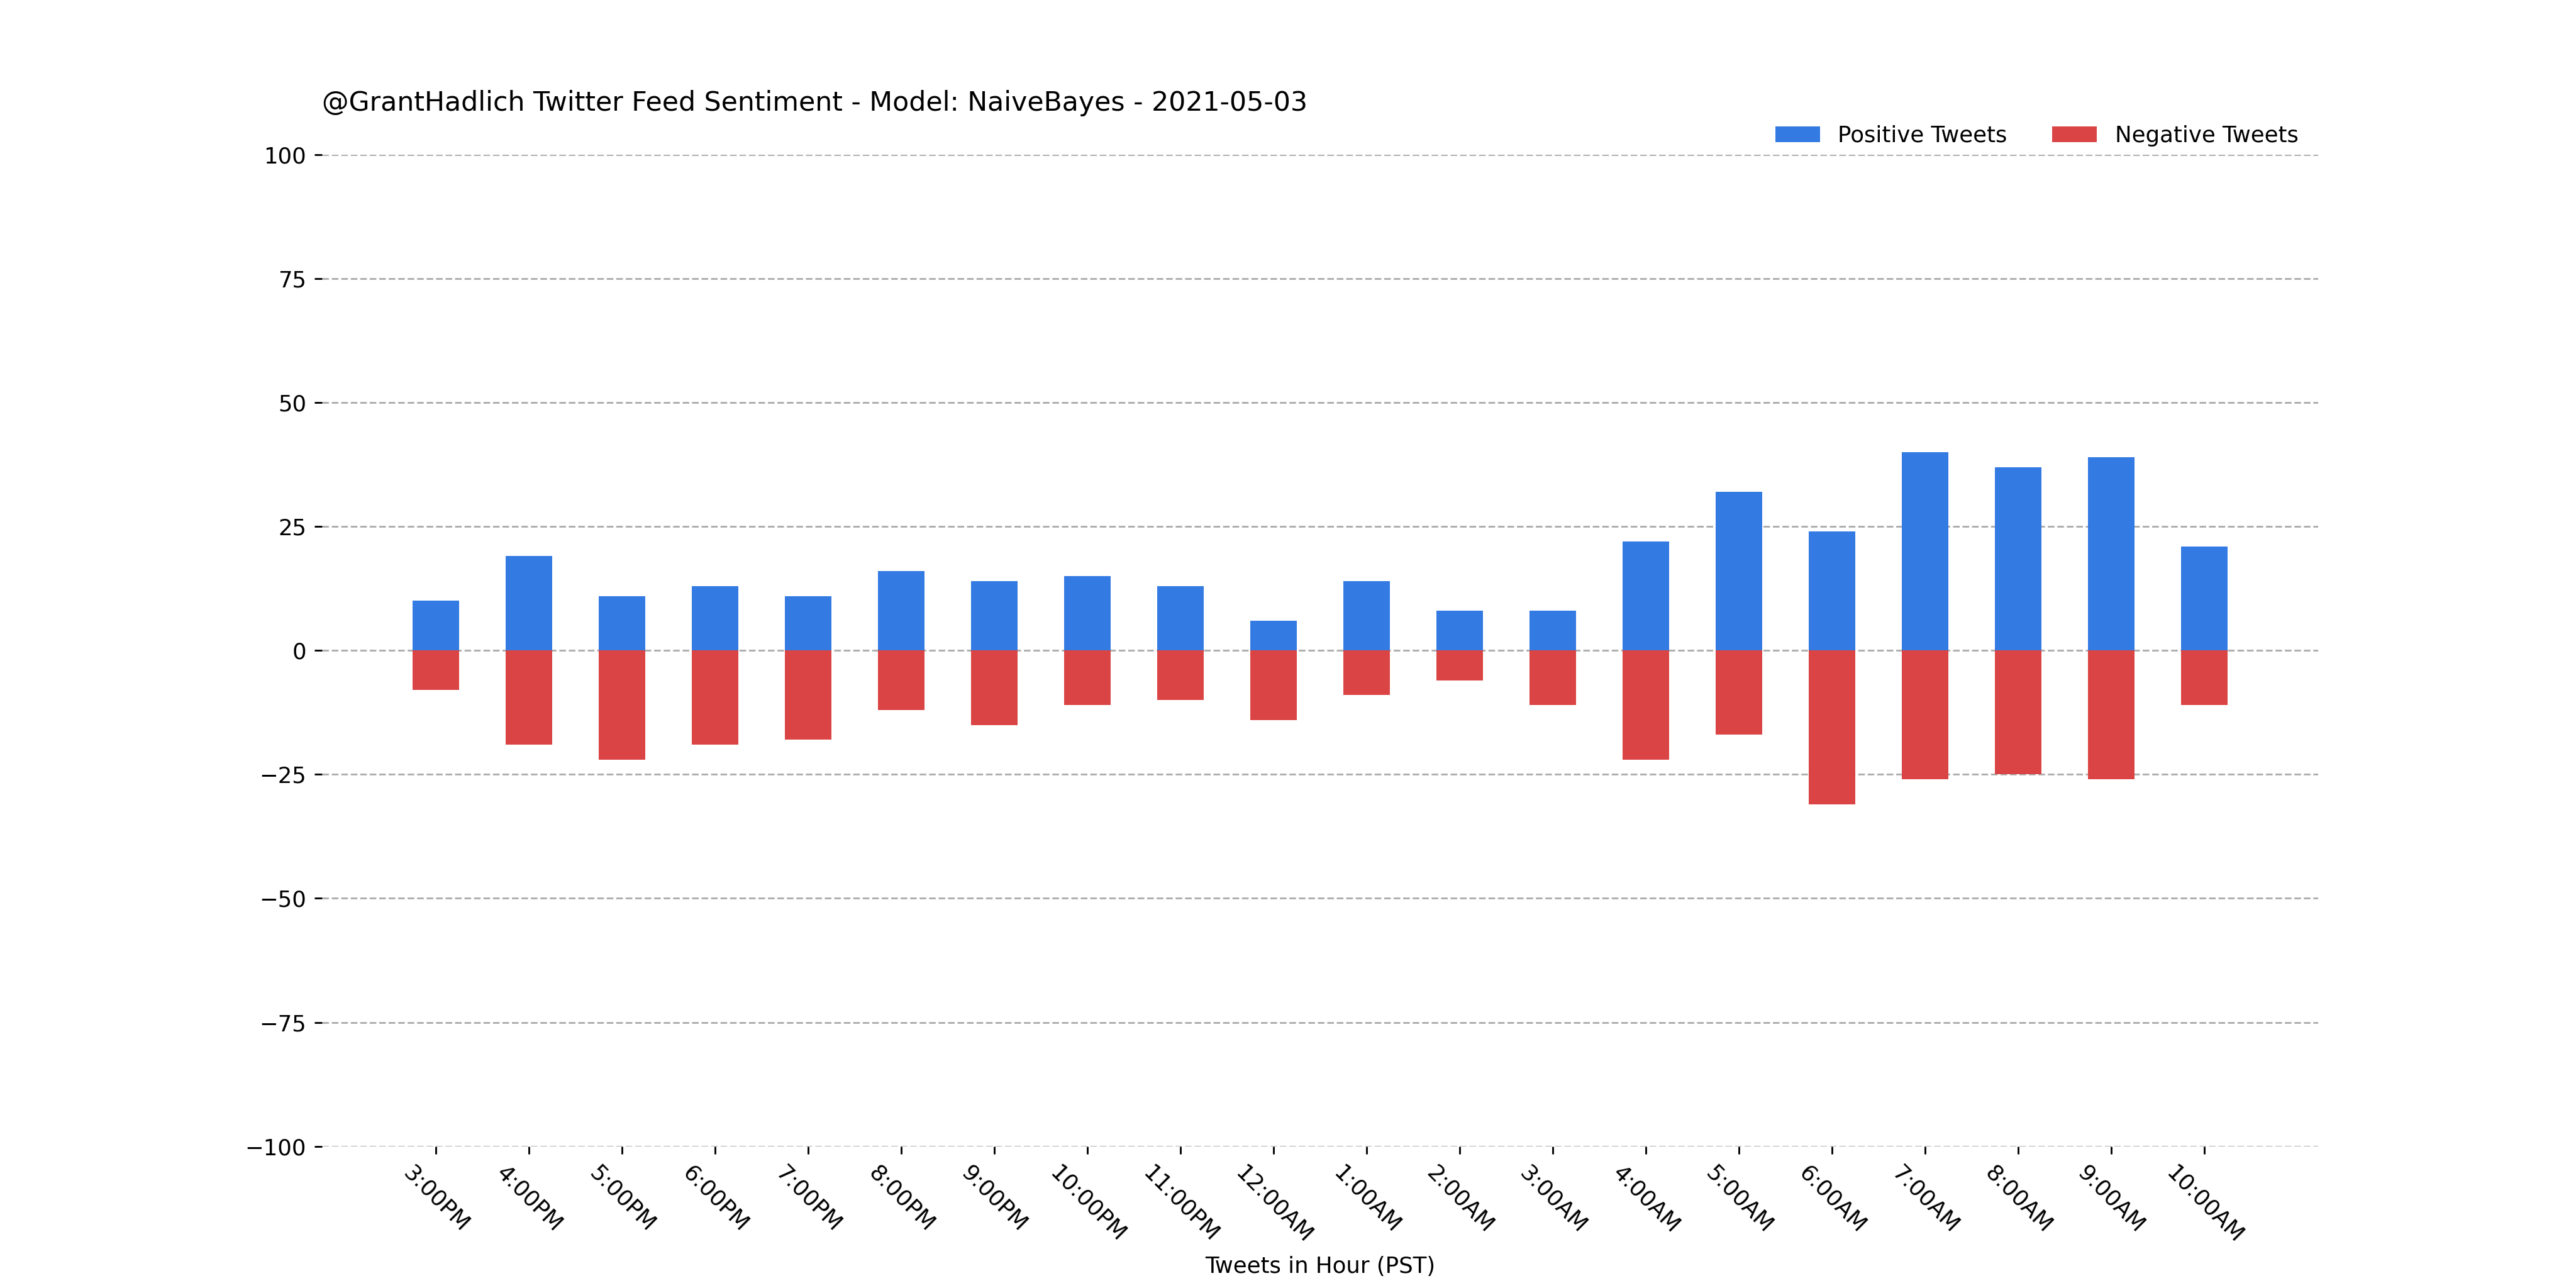 @GrantHadlich Twitter Feed Sentiment - Model: NaiveBayes - 2021-05-03
Positive Tweets
Negative Tweets
100
75
50
25
0
−25
−50
−75
−100
3:00PM
4:00PM
5:00PM
6:00PM
7:00PM
8:00PM
9:00PM
10:00PM
11:00PM
12:00AM
1:00AM
2:00AM
3:00AM
4:00AM
5:00AM
6:00AM
7:00AM
8:00AM
9:00AM
10:00AM
Tweets in Hour (PST)